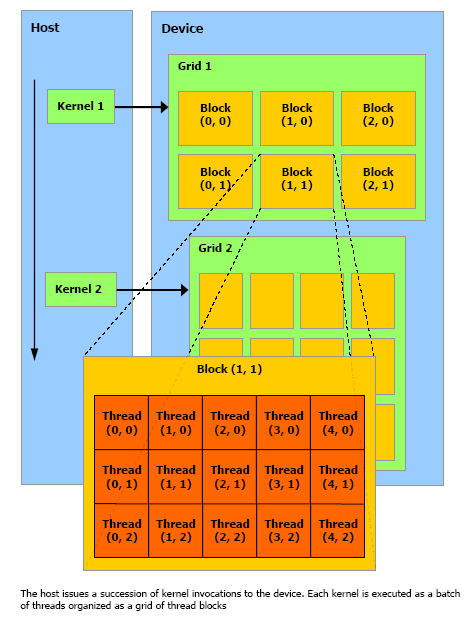 Host
Device
Grid 1
Kernel 1
Block
(0, 0)
Block
(1, 0)
Block
(2, 0)
Block
(0, 1)
Block
(1, 1)
Block
(2, 1)
Grid 2
Kernel 2
Block (1, 1)
Thread
(0, 0)
Thread
(1, 0)
Thread
(2, 0)
Thread
(3, 0)
Thread
(4, 0)
Thread
(0, 1)
Thread
(1, 1)
Thread
(2, 1)
Thread
(3, 1)
Thread
(4, 1)
Thread
(0, 2)
Thread
(1, 2)
Thread
(2, 2)
Thread
(3, 2)
Thread
(4, 2)
The host issues a succession of kernel invocations to the device. Each kernel is executed as a batch
of threads organized as a grid of thread blocks